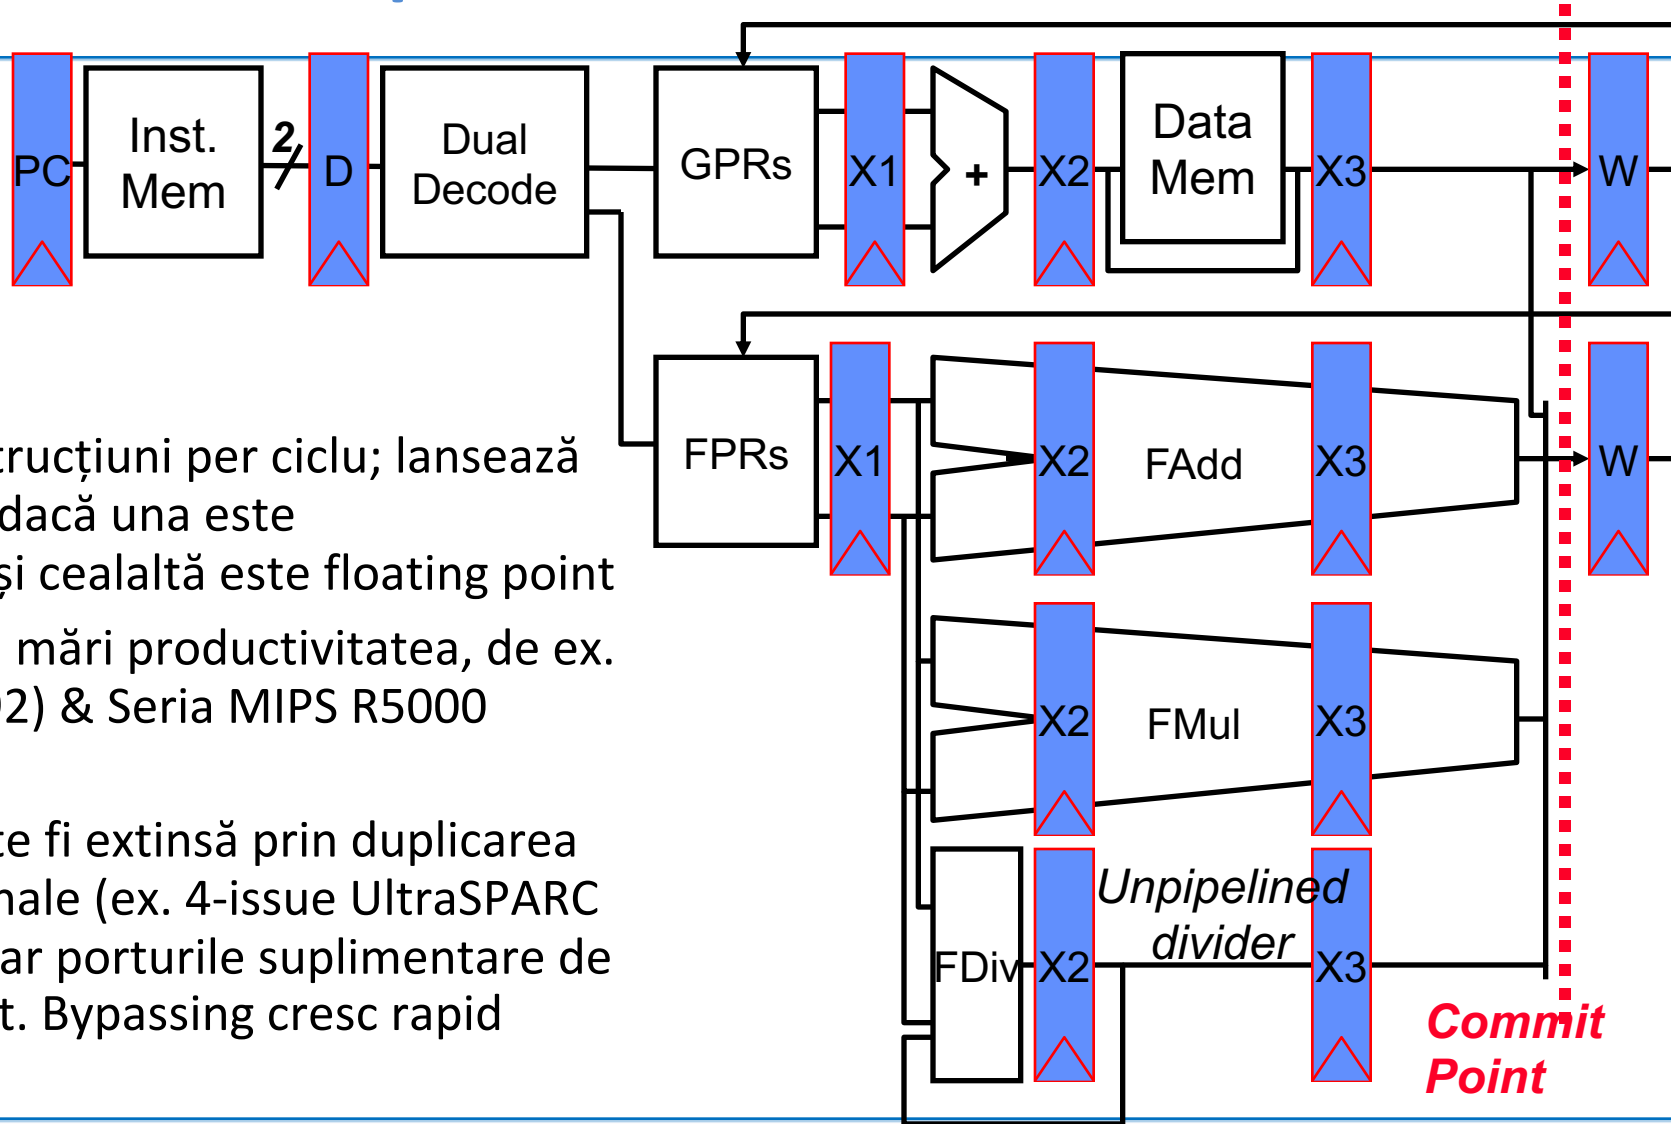 PC
Inst.
Mem
2
D
Dual
Decode
GPRs
X1
+
X2
Data
Mem
X3
W
FPRs
X1
X2
FAdd
X3
W
X2
FMul
X3
FDiv
X2
Unpipelined
divider
X3
Commit
Point
trucțiuni per ciclu; lansează
dacă una este
și cealaltă este floating point
mări productivitatea, de ex.
92) & Seria MIPS R5000
te fi extinsă prin duplicarea
nale (ex. 4-issue UltraSPARC
ar porturile suplimentare de
t. Bypassing cresc rapid